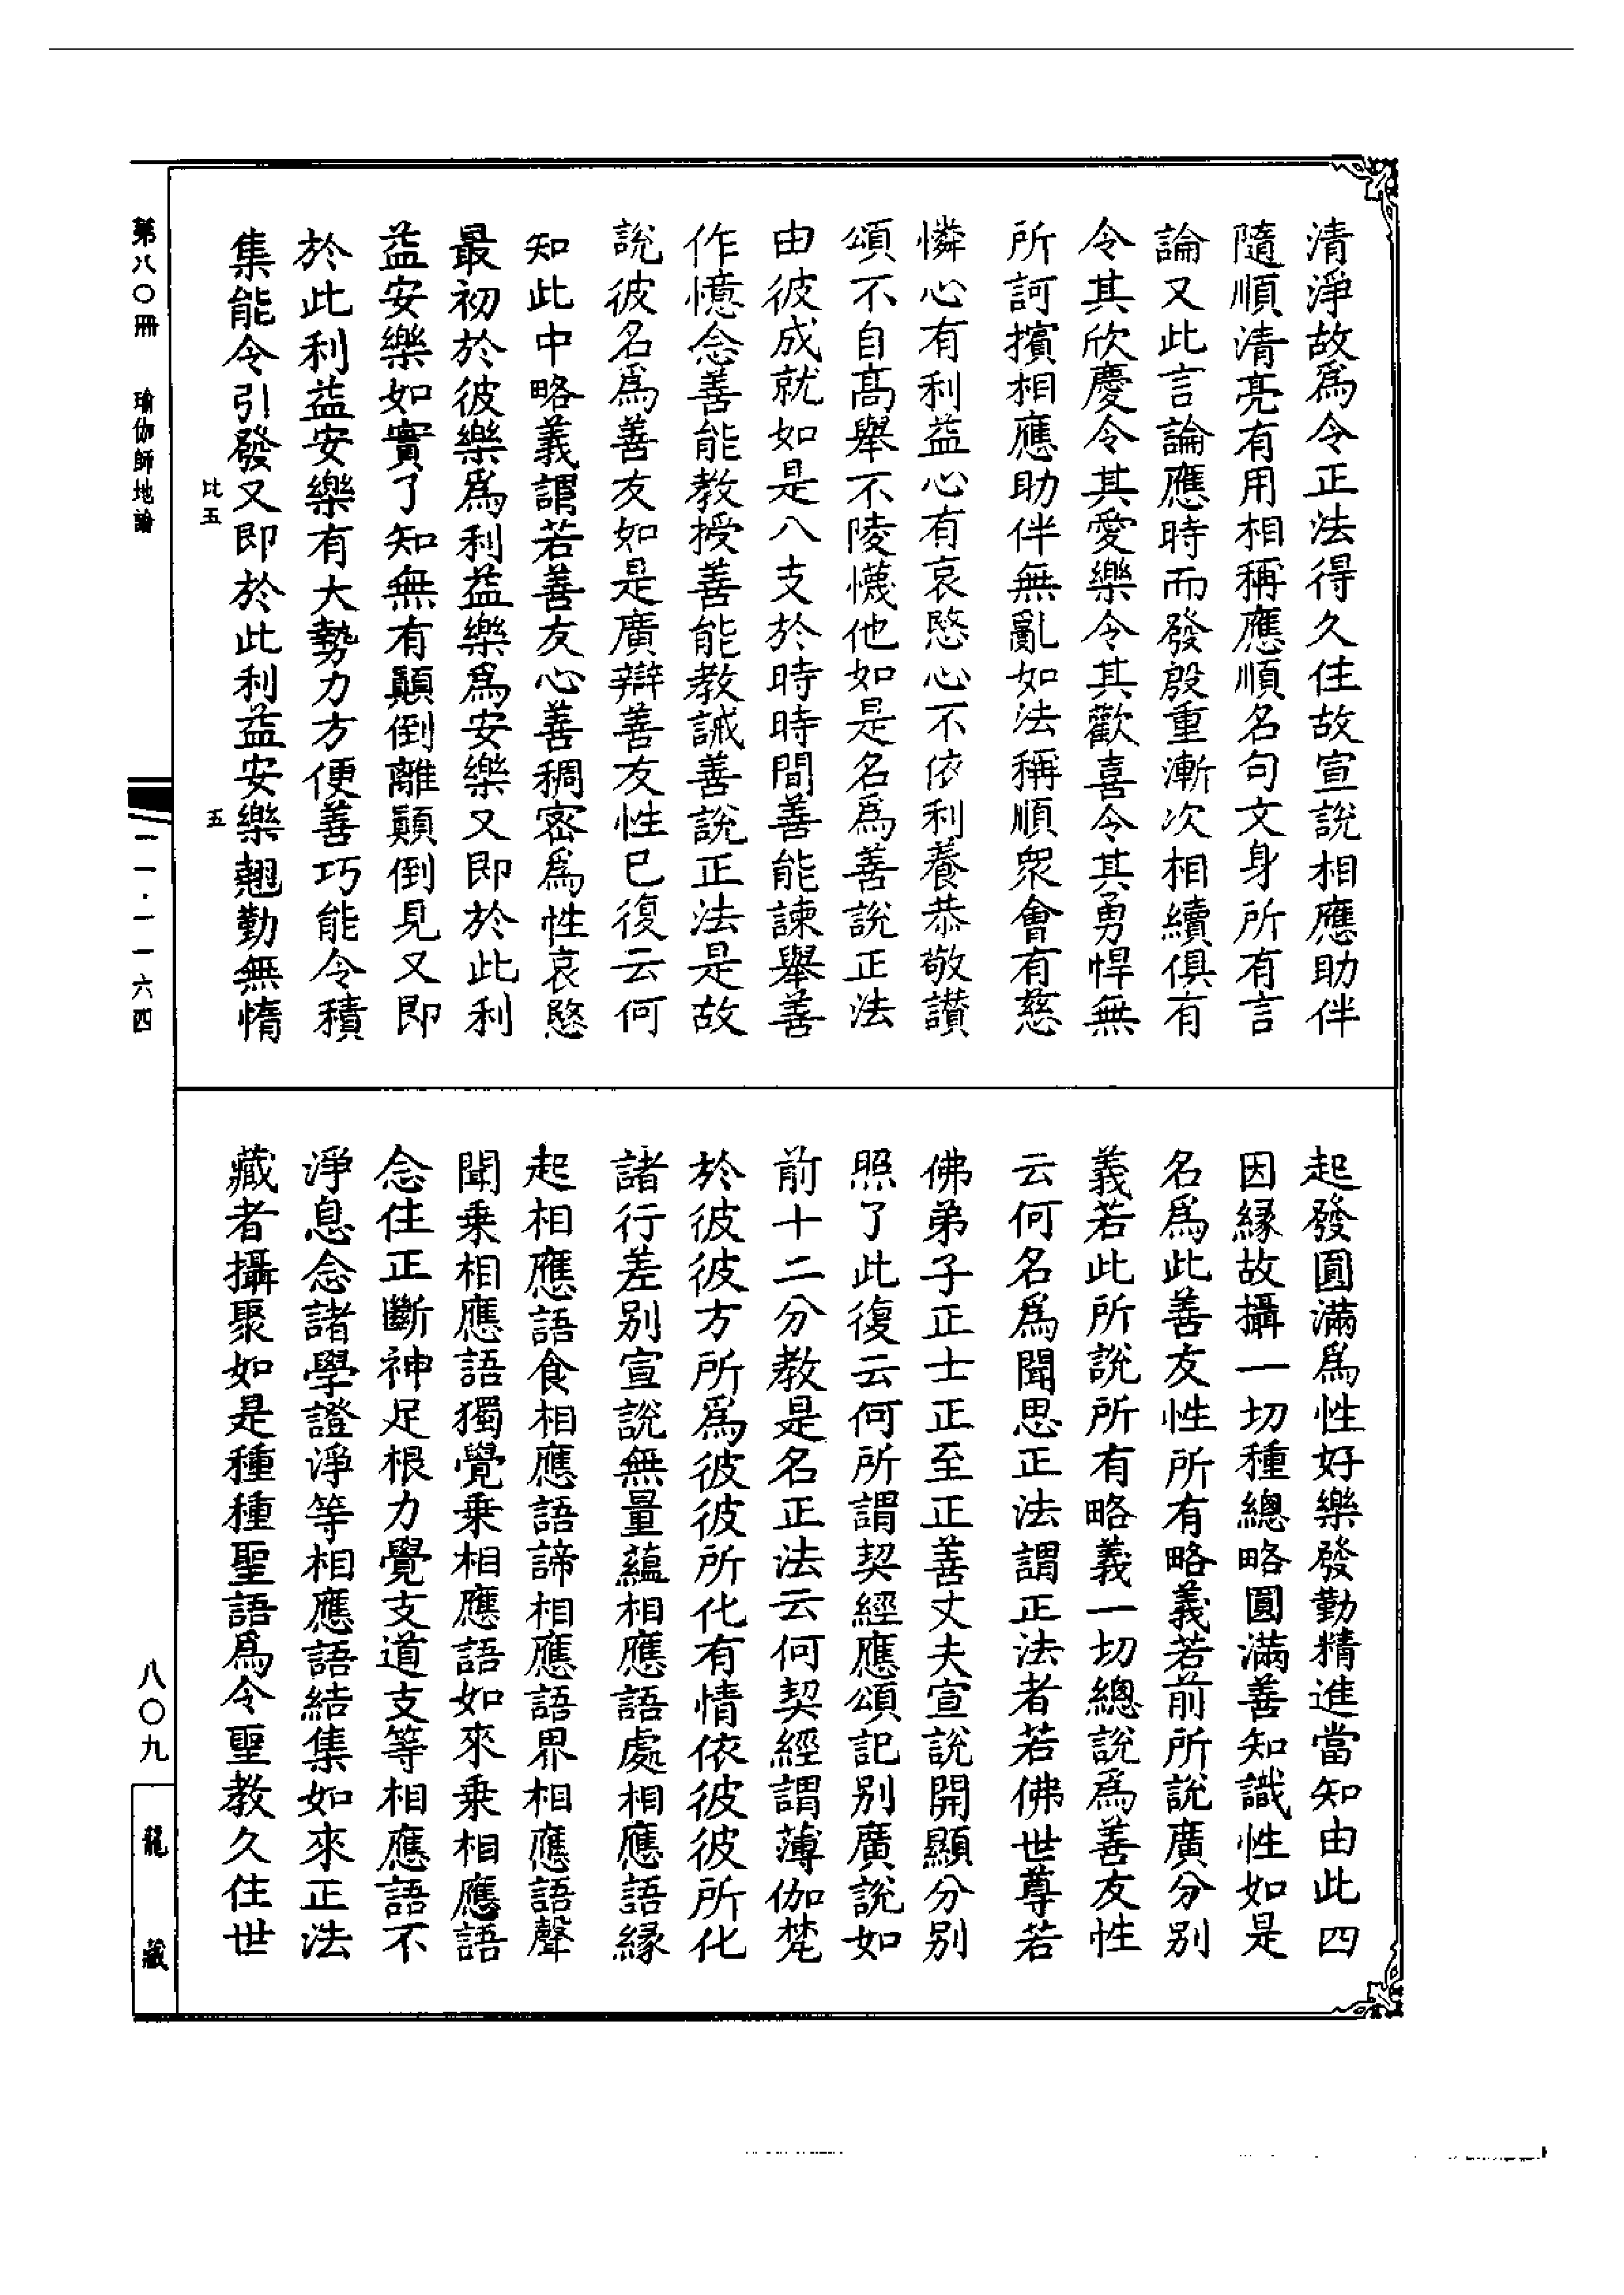 清淨故爲令正法得久住故宣說相應助伴
隨順清亮有用相稱應順名句文身所有言
論又此言論應時而發殷重漸次相續俱有
令其欣慶令其愛樂令其歡喜令其勇悍無
所訶擯相應助伴無亂如法稱順衆會有慈
憐心有利益心有哀愍心不依利養恭敬讃
頌不自高舉不陵懱他如是名爲善說正法
由彼成就如是八支於時時間善能諫舉善
作憶念善能教授善能教誡善說正法是故
說彼名爲善友如是廣辯善友性已復云何
知此中略義謂若善友心善稠密爲性哀愍
最初於彼樂爲利益樂爲安樂又即於此利
益安樂如實了知無有顚倒離顚倒見又即
於此利益安樂有大勢力方便善巧能令積
集能令引發又即於此利益安樂翹勤無惰
比五
五
起發圓滿爲性好樂發勤精進當知由此四
因緣故攝一切種總略圓滿善知識性如是
名爲此善友性所有略義若前所說廣分別
義若此所說所有略義一切總說爲善友性
云何名爲聞思正法謂正法者若佛世尊若
佛弟子正士正至正善丈夫宣說開顯分別
照了此復云何所謂契經應頌記別廣說如
前十二分教是名正法云何契經謂薄伽梵
於彼彼方所爲彼彼所化有情依彼彼所化
諸行差別宣說無量蘊相應語處相應語緣
起相應語食相應語諦相應語界相應語聲
聞乘相應語獨覺乘相應語如來乘相應語
念住正斷神足根力覺支道支等相應語不
淨息念諸學證淨等相應語結集如來正法
藏者攝聚如是種種聖語爲令聖教久住世
第八〇冊 瑜伽師地論
二一·一一六四
八〇九
龍藏